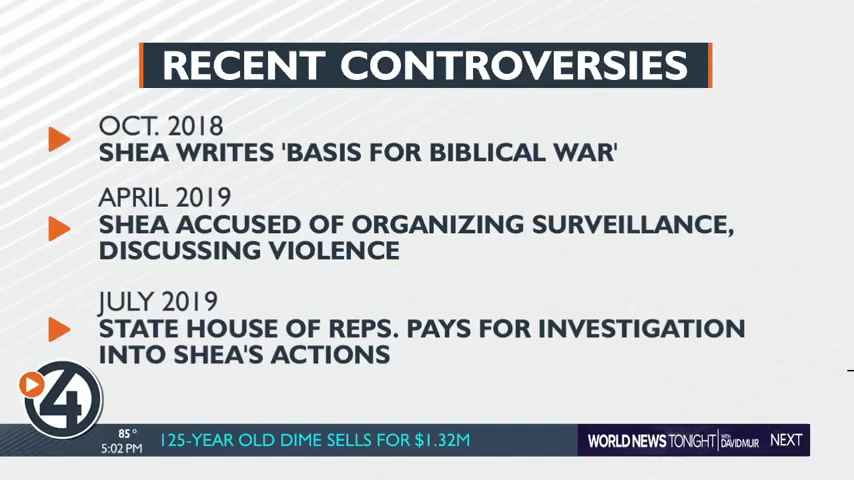 RECENT CONTROVERSIES
OCT. 2018
SHEA WRITES 'BASIS FOR BIBLICAL WAR'
APRIL 2019
SHEA ACCUSED OF ORGANIZING SURVEILLANCE,
DISCUSSING VIOLENCE
JULY 2019
STATE HOUSE OF REPS. PAYS FOR INVESTIGATION
INTO SHEA'S ACTIONS
4
85°
5:02 PM
125-YEAR OLD DIME SELLS FOR $1.32M
WORLD NEWS TONIGHT WITH DAVID MUIR NEXT